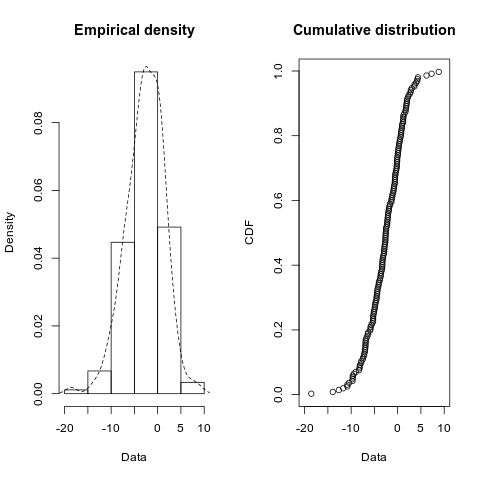 Empirical density
Density
0.00 0.02 0.04 0.06 0.08
-20 -10 0 5 10
Data
Cumulative distribution
CDF
0.0 0.2 0.4 0.6 0.8 1.0
-20 -10 0 5 10
Data